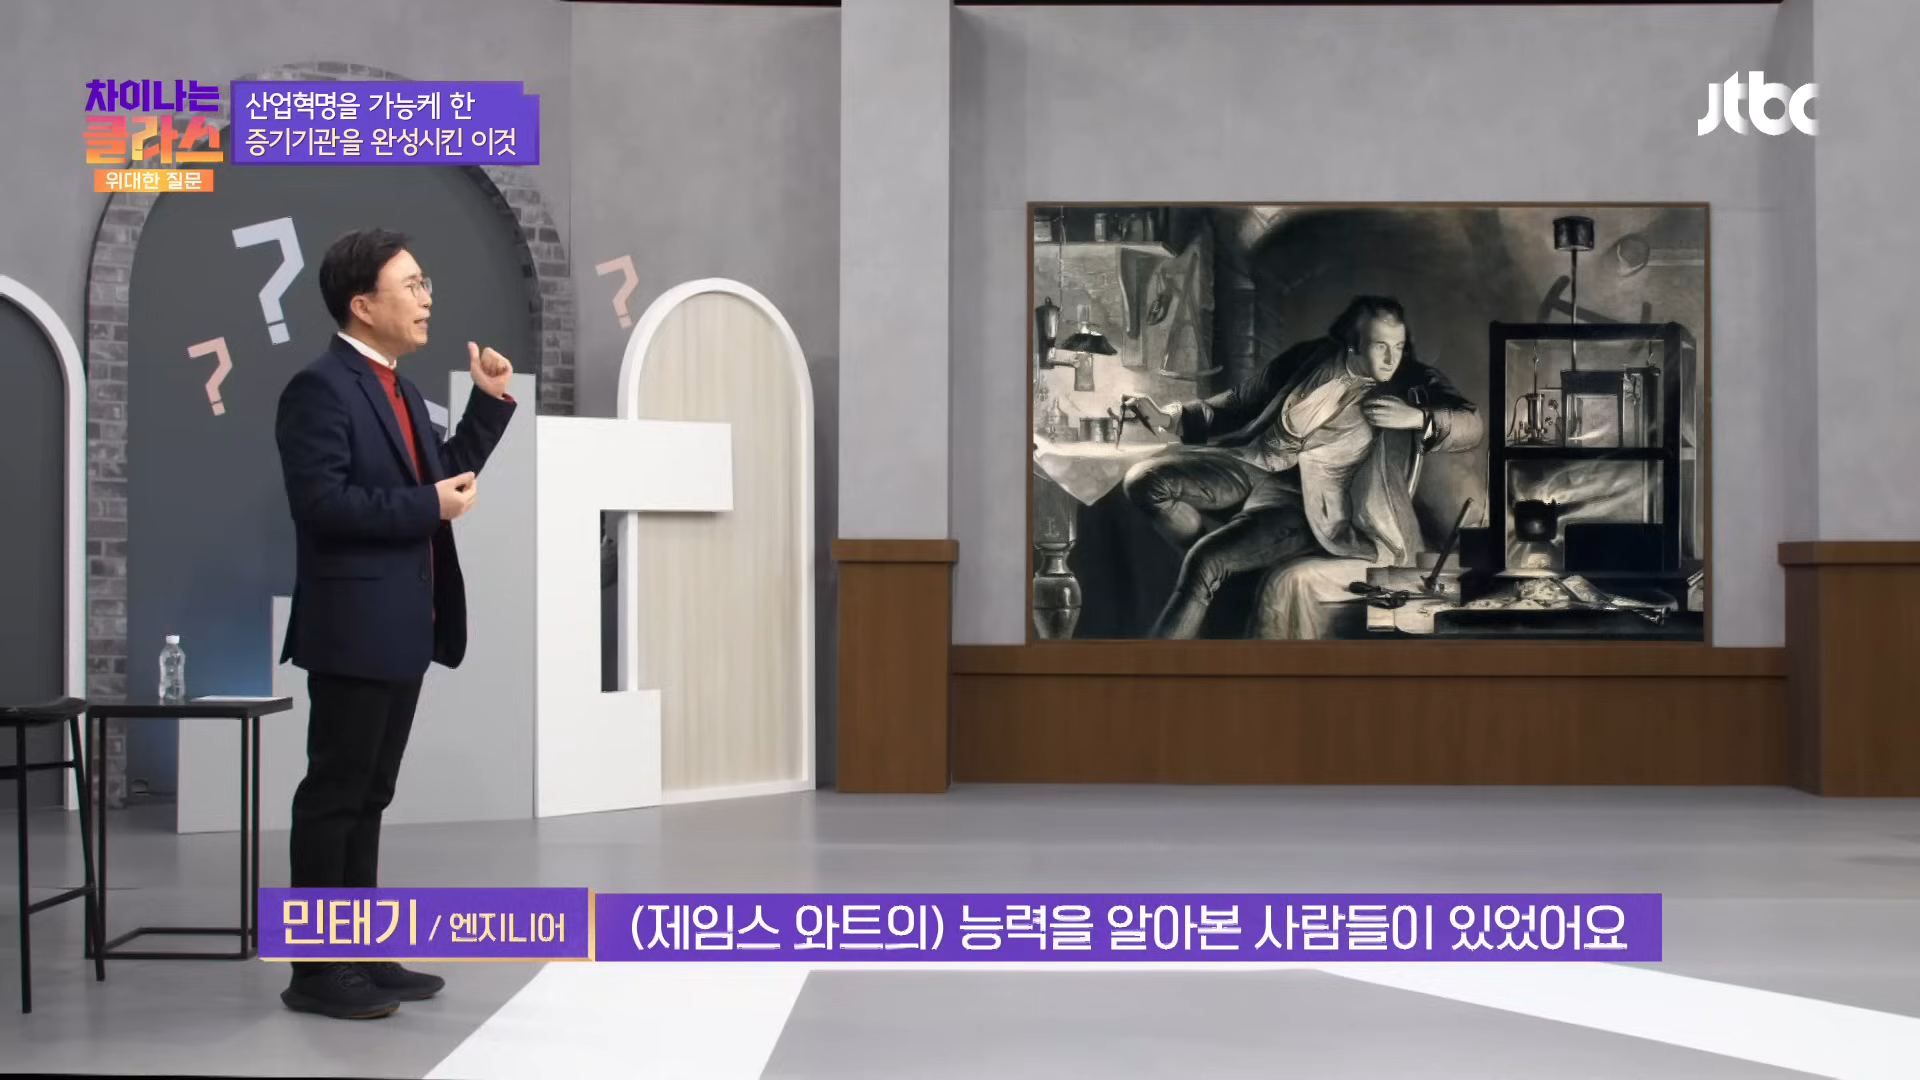 차이나는
클라스
위대한 질문
산업혁명을 가능케 한
증기기관을 완성시킨 이것
jtbc
민태기 / 엔지니어
(제임스 와트의) 능력을 알아본 사람들이 있었어요